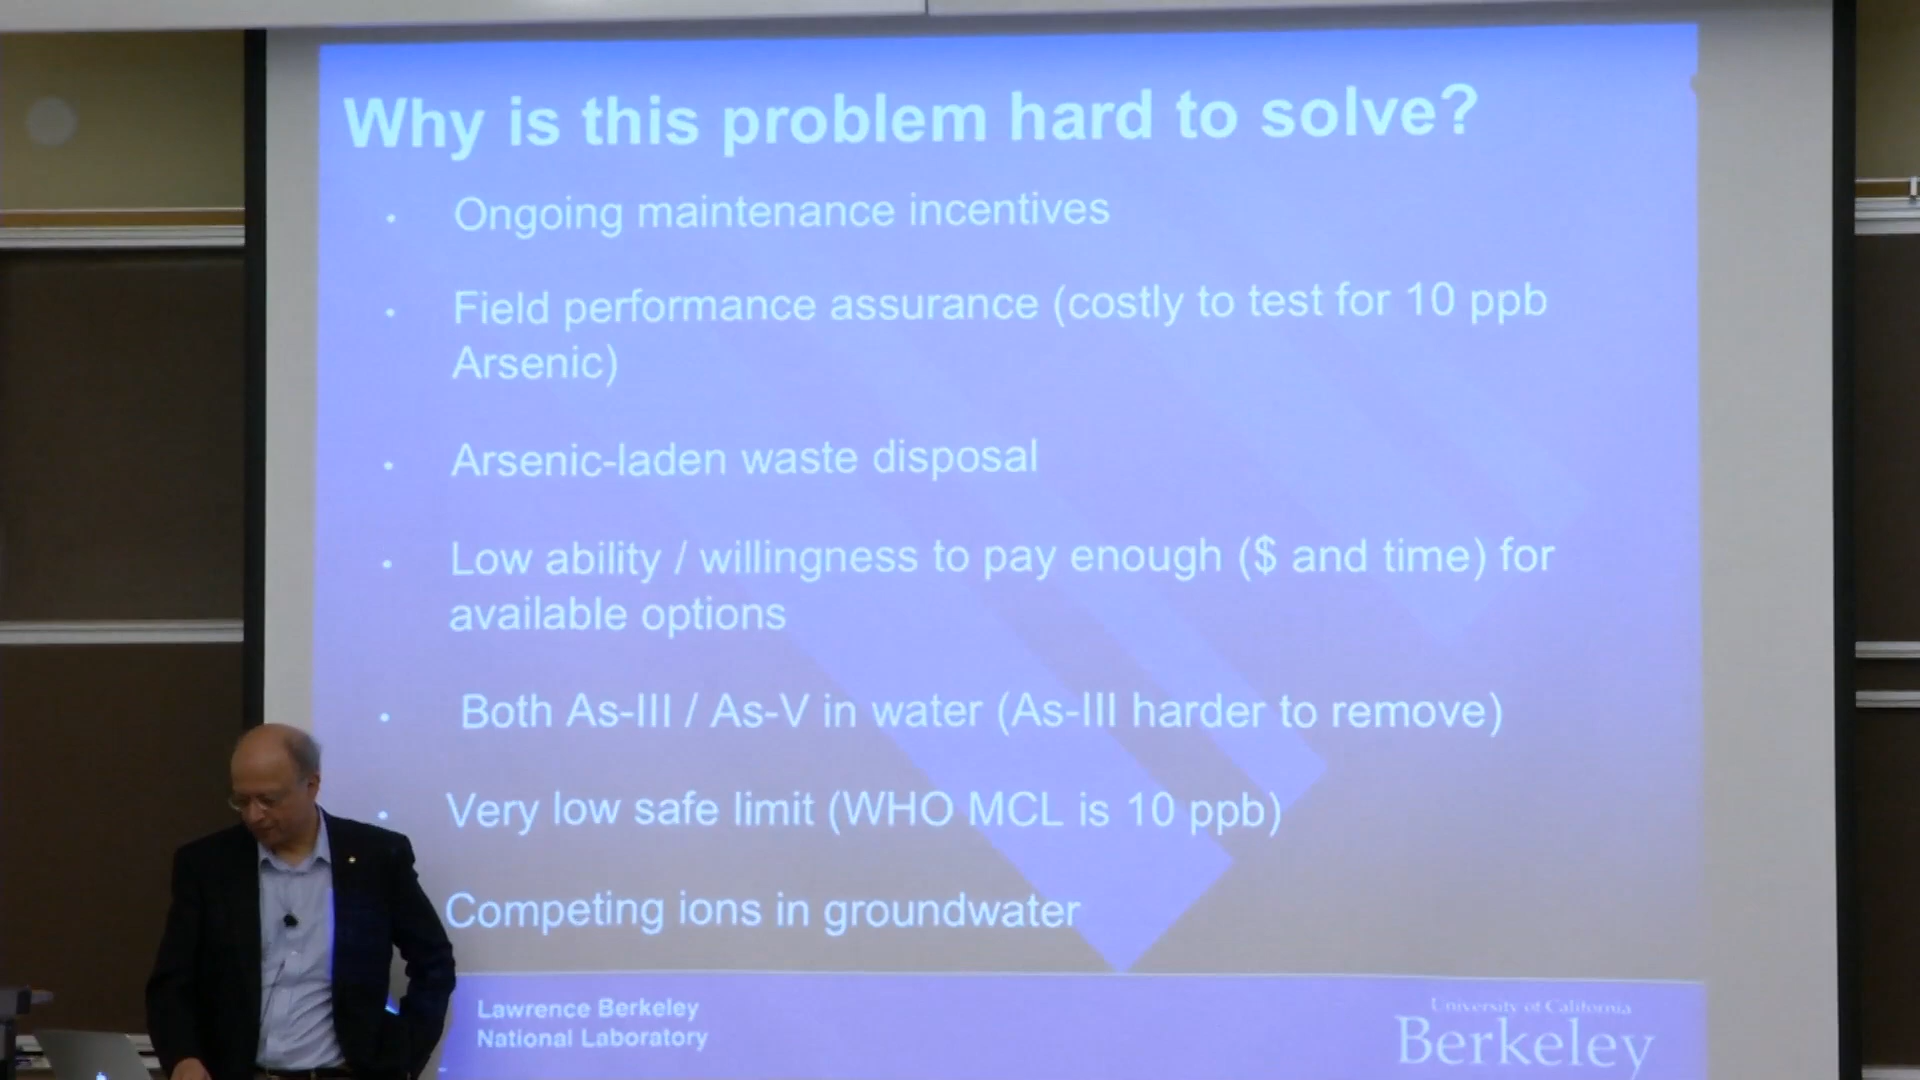 Why is this problem hard to solve?
• Ongoing maintenance incentives
• Field performance assurance (costly to test for 10 ppb
Arsenic)
• Arsenic-laden waste disposal
• Low ability / willingness to pay enough ($ and time) for
available options
• Both As-III / As-V in water (As-III harder to remove)
• Very low safe limit (WHO MCL is 10 ppb)
Competing ions in groundwater
Lawrence Berkeley
National Laboratory
University of California
Berkeley